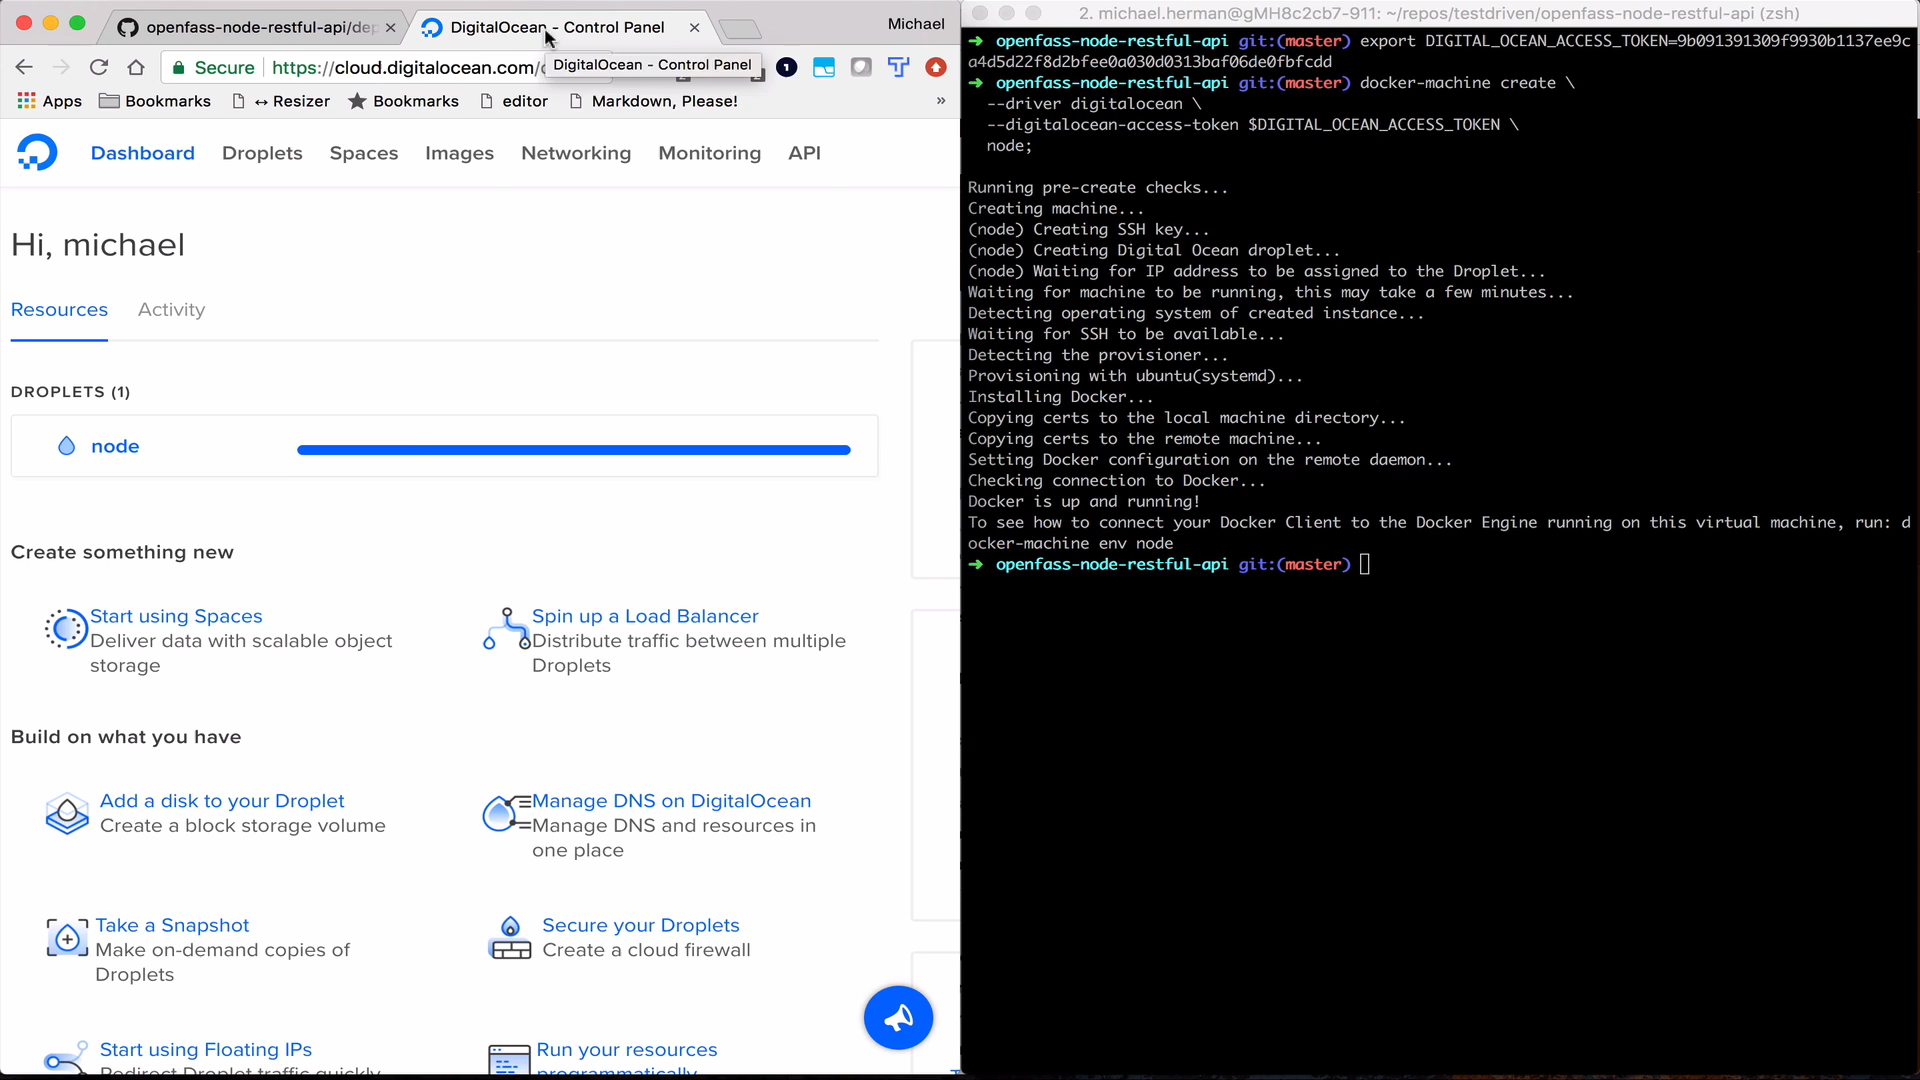 openfass-node-restful-api/dep
DigitalOcean - Control Panel
Michael
Secure
https://cloud.digitalocean.com/
DigitalOcean - Control Panel
Apps
Bookmarks
↔ Resizer
Bookmarks
editor
Markdown, Please!
»
Dashboard
Droplets
Spaces
Images
Networking
Monitoring
API
Hi, michael
Resources
Activity
DROPLETS (1)
node
Create something new
Start using Spaces
Deliver data with scalable object
storage
Spin up a Load Balancer
Distribute traffic between multiple
Droplets
Build on what you have
Add a disk to your Droplet
Create a block storage volume
Manage DNS on DigitalOcean
Manage DNS and resources in
one place
Take a Snapshot
Make on-demand copies of
Droplets
Secure your Droplets
Create a cloud firewall
Start using Floating IPs
Redirect Droplet traffic quickly
Run your resources
programmatically
2. michael.herman@gMH8c2cb7-911: ~/repos/testdriven/openfass-node-restful-api (zsh)
➜ openfass-node-restful-api git:(master) export DIGITAL_OCEAN_ACCESS_TOKEN=9b091391309f9930b1137ee9c
a4d5d22f8d2bfee0a030d0313baf06de0fbfcdd
➜ openfass-node-restful-api git:(master) docker-machine create \
--driver digitalocean \
--digitalocean-access-token $DIGITAL_OCEAN_ACCESS_TOKEN \
node;
Running pre-create checks...
Creating machine...
(node) Creating SSH key...
(node) Creating Digital Ocean droplet...
(node) Waiting for IP address to be assigned to the Droplet...
Waiting for machine to be running, this may take a few minutes...
Detecting operating system of created instance...
Waiting for SSH to be available...
Detecting the provisioner...
Provisioning with ubuntu(systemd)...
Installing Docker...
Copying certs to the local machine directory...
Copying certs to the remote machine...
Setting Docker configuration on the remote daemon...
Checking connection to Docker...
Docker is up and running!
To see how to connect your Docker Client to the Docker Engine running on this virtual machine, run: d
ocker-machine env node
➜ openfass-node-restful-api git:(master)